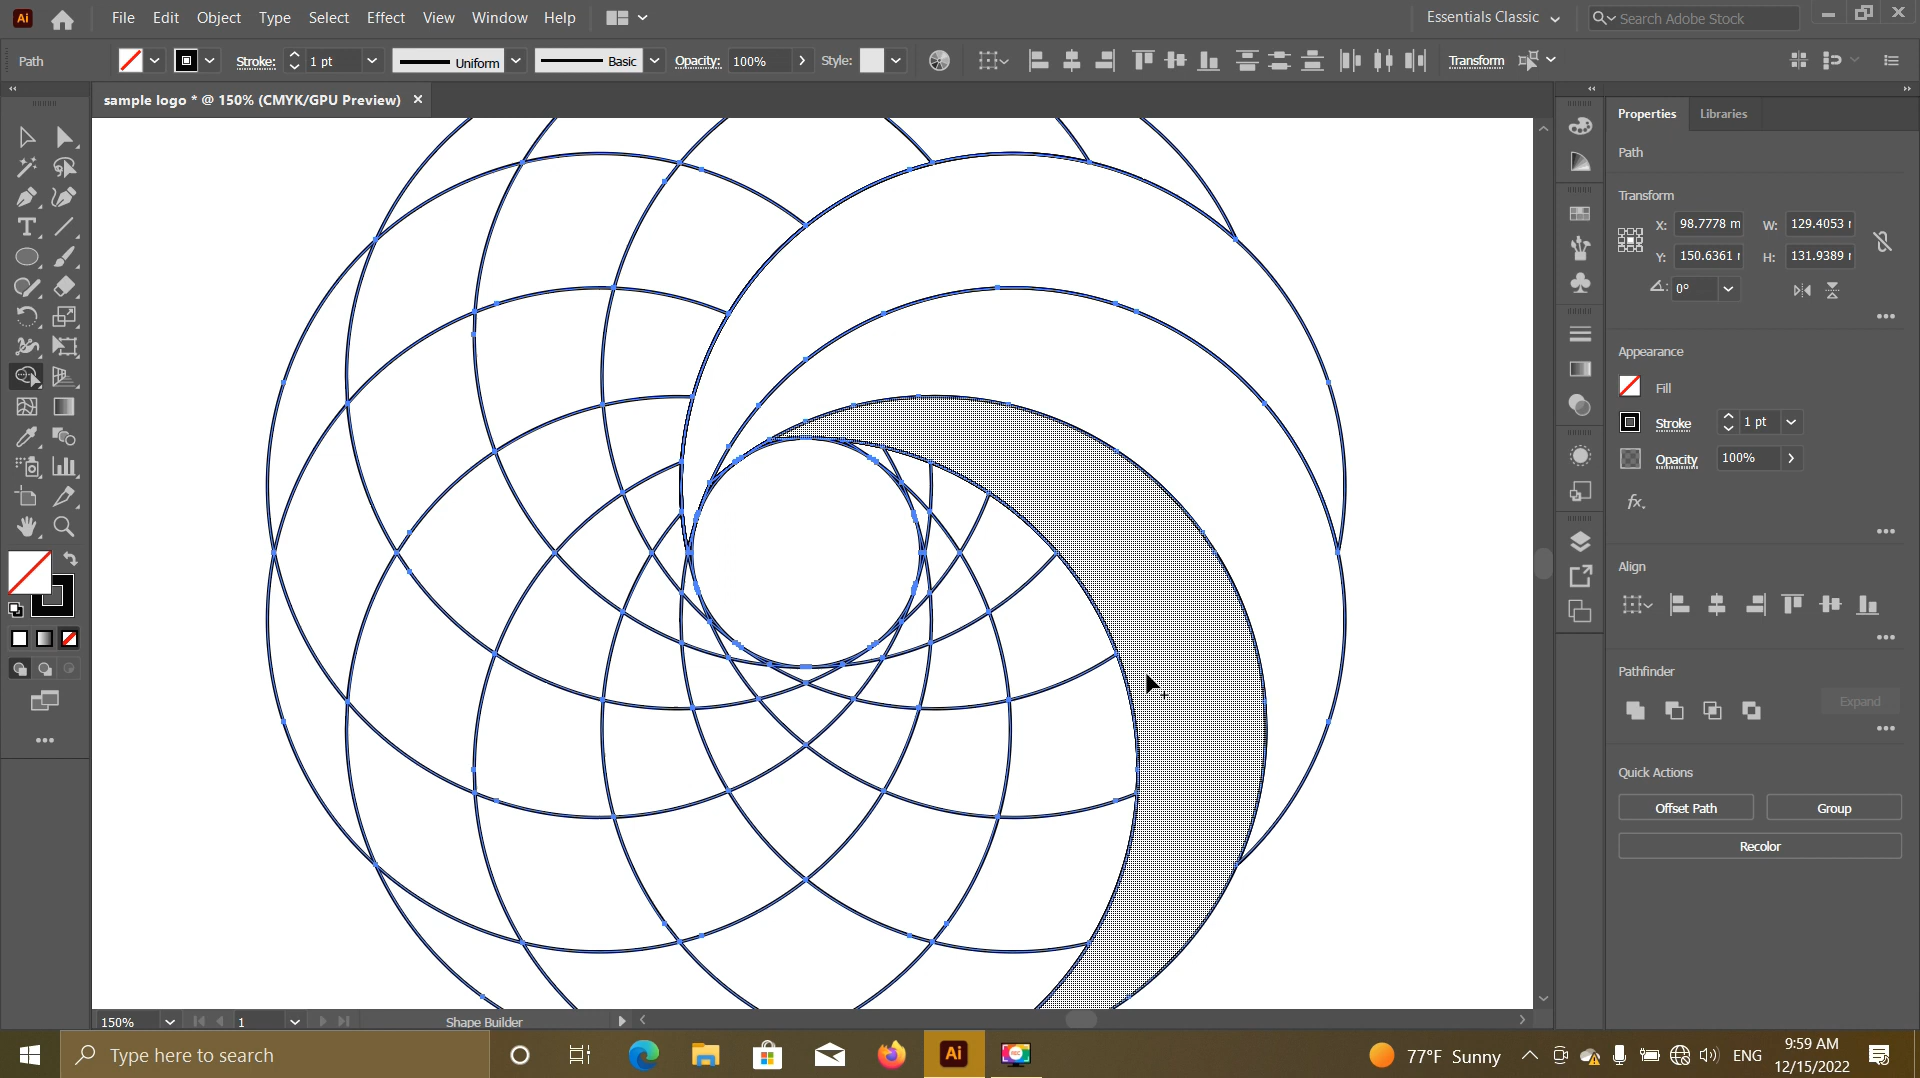 Ai File Edit Object Type Select Effect View Window Help Essentials Classic Search Adobe Stock
Path Stroke: 1 pt Uniform Basic Opacity: 100% Style: Transform
sample logo * @ 150% (CMYK/GPU Preview)
Properties Libraries
Path
Transform
X: 98.7778 m W: 129.4053
Y: 150.6361 H: 131.9389
0°
Appearance
Fill
Stroke 1 pt
Opacity 100%
fx.
Align
Pathfinder
Expand
Quick Actions
Offset Path Group
Recolor
150% 1 Shape Builder
Type here to search Ai 77°F Sunny ENG 9:59 AM
12/15/2022